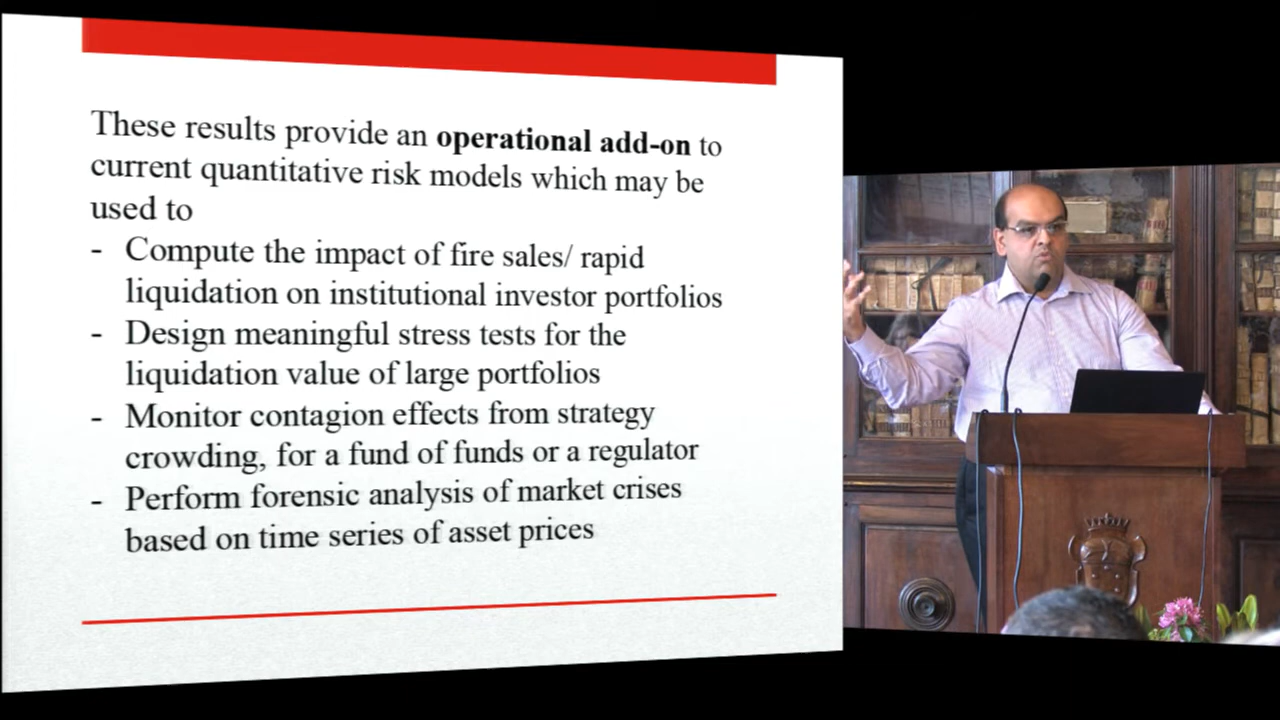 These results provide an operational add-on to
current quantitative risk models which may be
used to
- Compute the impact of fire sales/ rapid
liquidation on institutional investor portfolios
- Design meaningful stress tests for the
liquidation value of large portfolios
- Monitor contagion effects from strategy
crowding, for a fund of funds or a regulator
- Perform forensic analysis of market crises
based on time series of asset prices